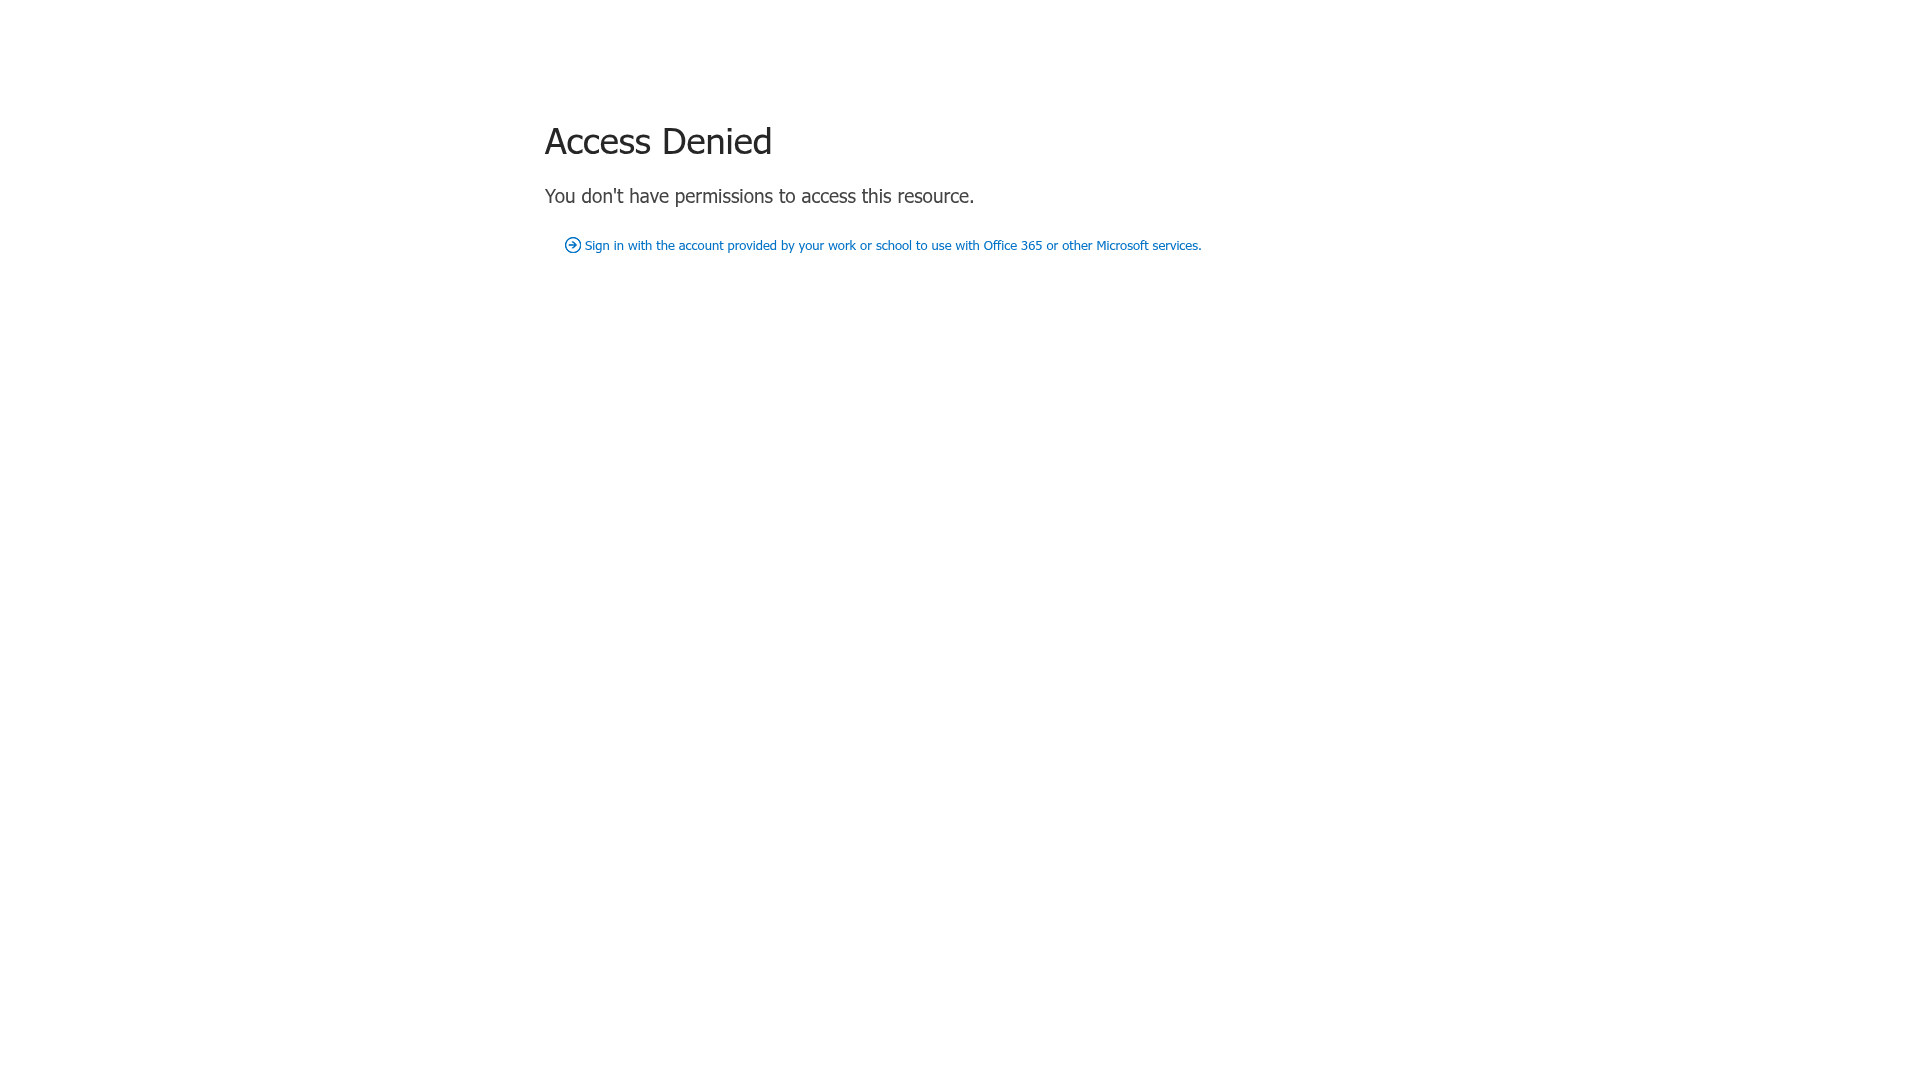 Access Denied
You don't have permissions to access this resource.
Sign in with the account provided by your work or school to use with Office 365 or other Microsoft services.